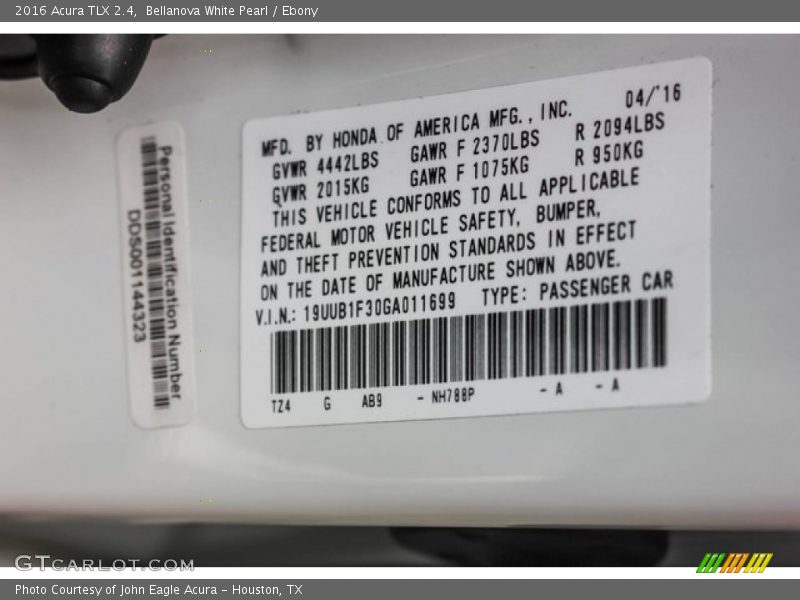 2016 Acura TLX 2.4, Bellanova White Pearl / Ebony
Personal Identification Number
DDS001144323
04/'16
MFD. BY HONDA OF AMERICA MFG., INC.
GVWR 4442LBS GAWR F 2370LBS R 2094LBS
GVWR 2015KG GAWR F 1075KG R 950KG
THIS VEHICLE CONFORMS TO ALL APPLICABLE
FEDERAL MOTOR VEHICLE SAFETY, BUMPER,
AND THEFT PREVENTION STANDARDS IN EFFECT
ON THE DATE OF MANUFACTURE SHOWN ABOVE.
V.I.N.: 19UUB1F30GA011699 TYPE: PASSENGER CAR
TZ4 G AB9 - NH788P - A - A
GTCARLOT.COM
Photo Courtesy of John Eagle Acura - Houston, TX